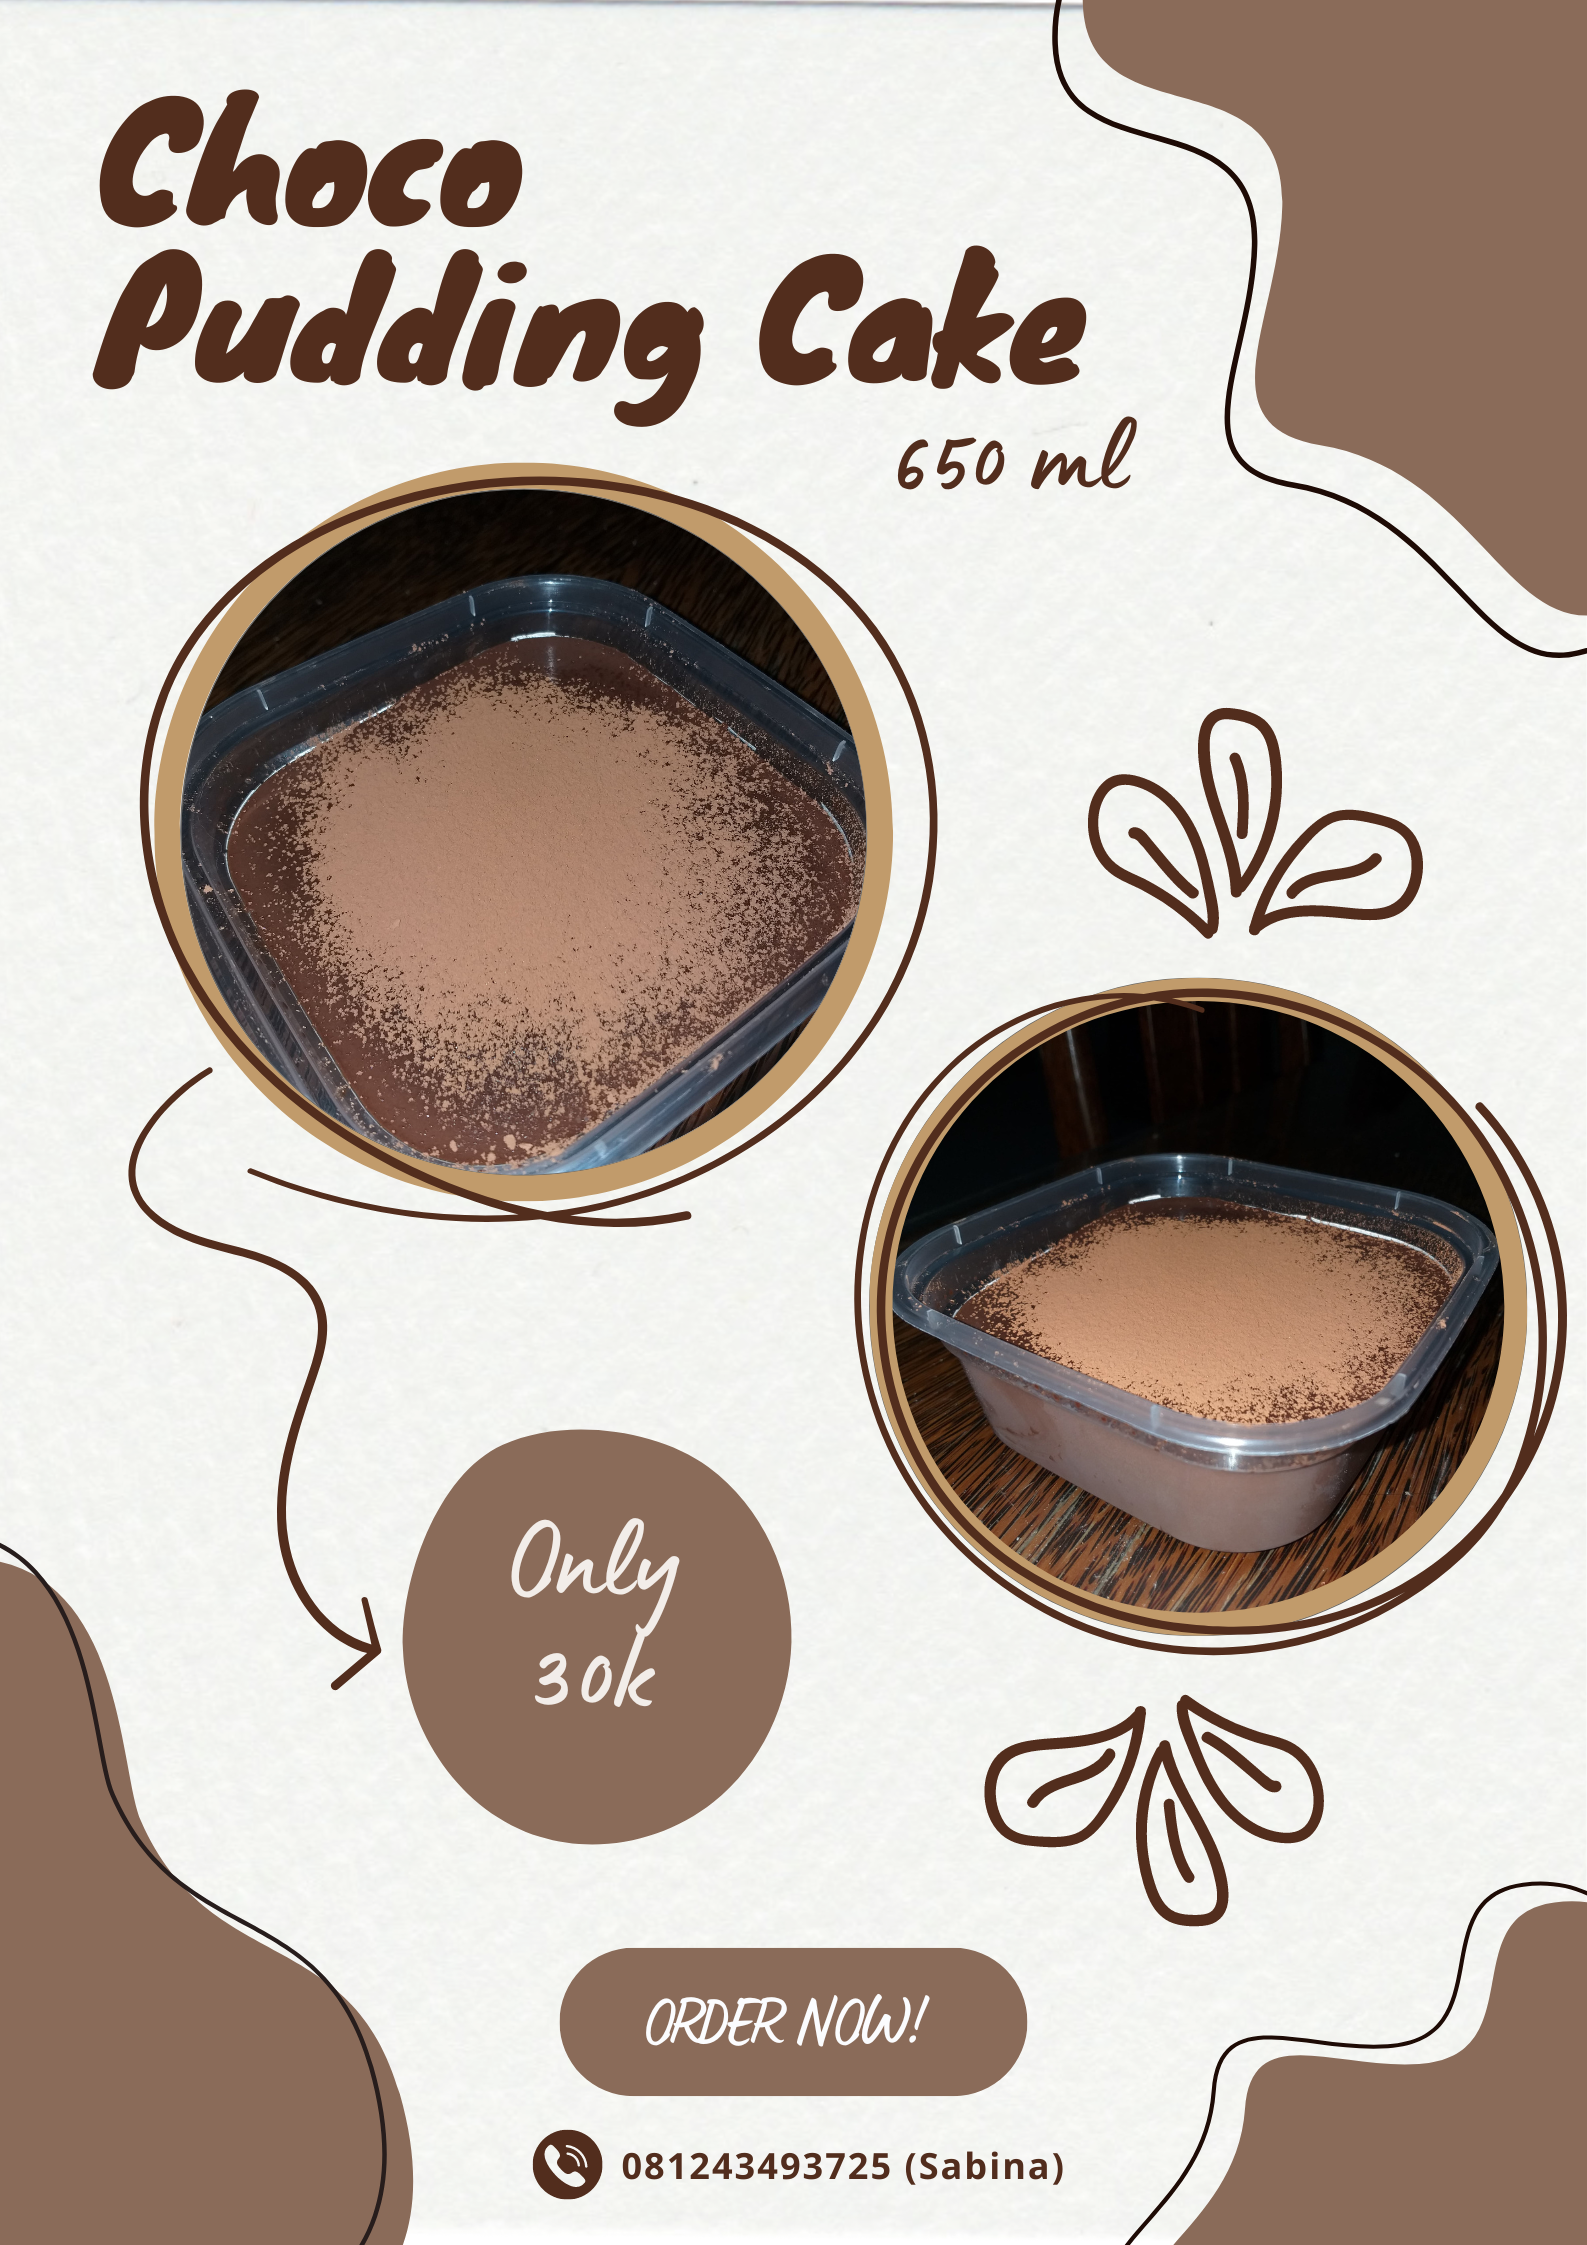 Choco
Pudding Cake
650 ml
Only
30k
ORDER NOW!
081243493725 (Sabina)